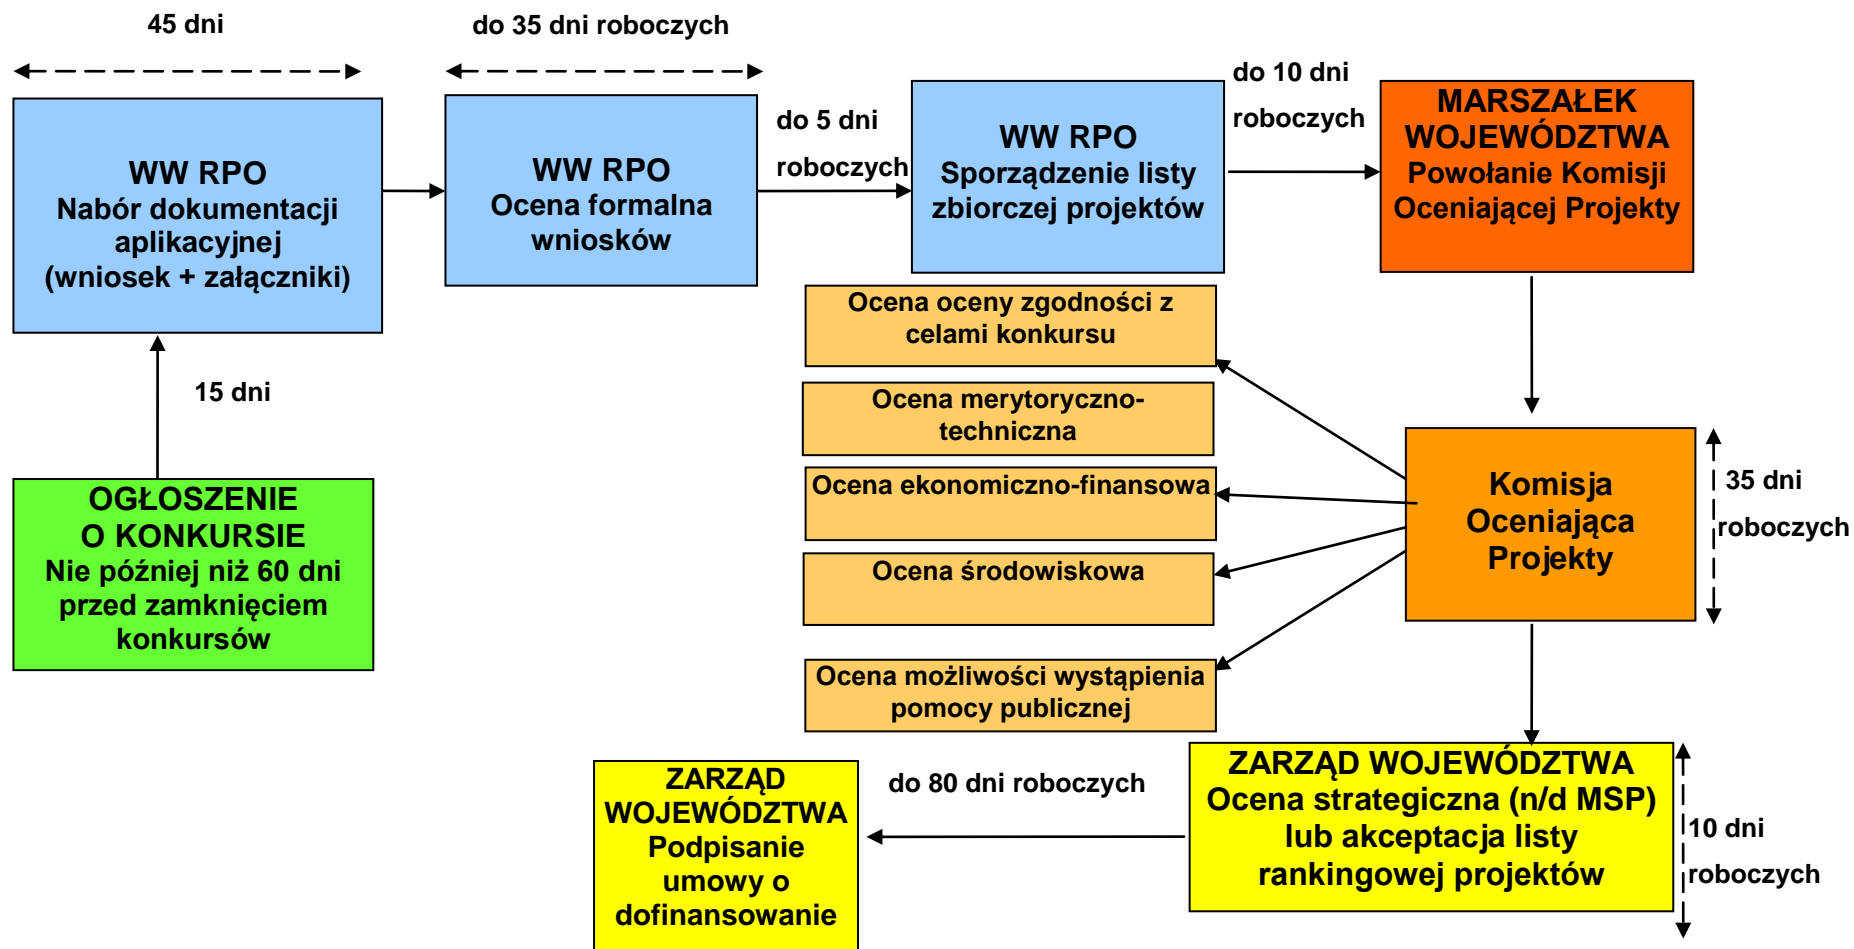 45 dni
do 35 dni roboczych
WW RPO
Nabór dokumentacji
aplikacyjnej
(wniosek + załączniki)
WW RPO
Ocena formalna
wniosków
do 5 dni
roboczych
WW RPO
Sporządzenie listy
zbiorczej projektów
do 10 dni
roboczych
MARSZAŁEK
WOJEWÓDZTWA
Powołanie Komisji
Oceniającej Projekty
15 dni
OGŁOSZENIE
O KONKURSIE
Nie później niż 60 dni
przed zamknięciem
konkursów
Ocena oceny zgodności z
celami konkursu
Ocena merytoryczno-
techniczna
Ocena ekonomiczno-finansowa
Ocena środowiskowa
Ocena możliwości wystąpienia
pomocy publicznej
Komisja
Oceniająca
Projekty
35 dni
roboczych
ZARZĄD WOJEWÓDZTWA
Ocena strategiczna (n/d MSP)
lub akceptacja listy
rankingowej projektów
10 dni
roboczych
do 80 dni roboczych
ZARZĄD
WOJEWÓDZTWA
Podpisanie
umowy o
dofinansowanie